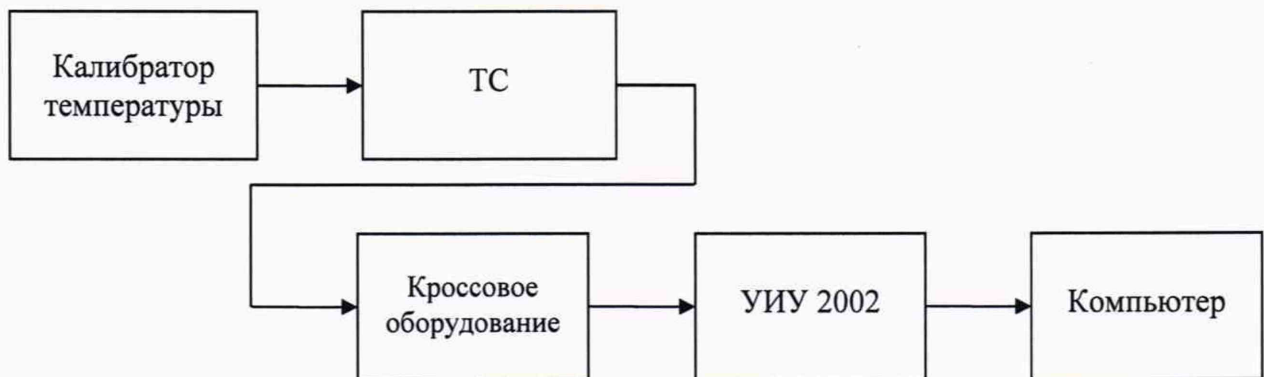 Калибратор
температуры
ТС
Кроссовое
оборудование
УИУ 2002
Компьютер